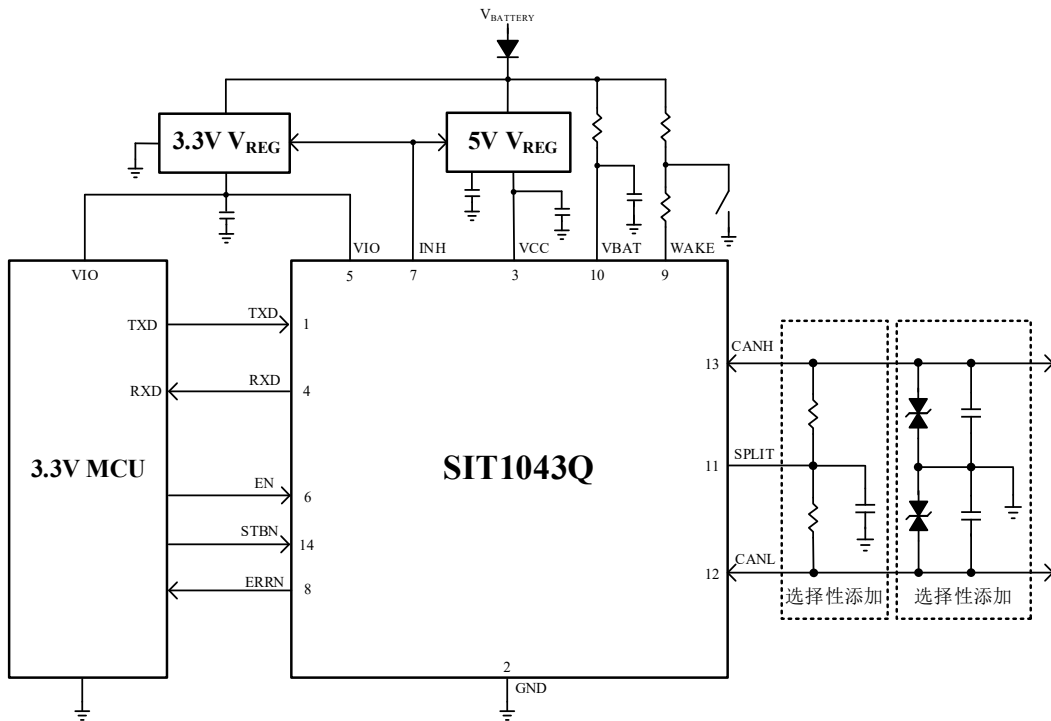 VBATTERY
3.3V VREG
5V VREG
VIO
INH
VCC
VBAT
WAKE
VIO
5
7
3
10
9
TXD
TXD
1
RXD
RXD
4
3.3V MCU
SIT1043Q
EN
6
STBN
14
ERRN
8
13
CANH
11
SPLIT
12
CANL
选择性添加
选择性添加
2
GND